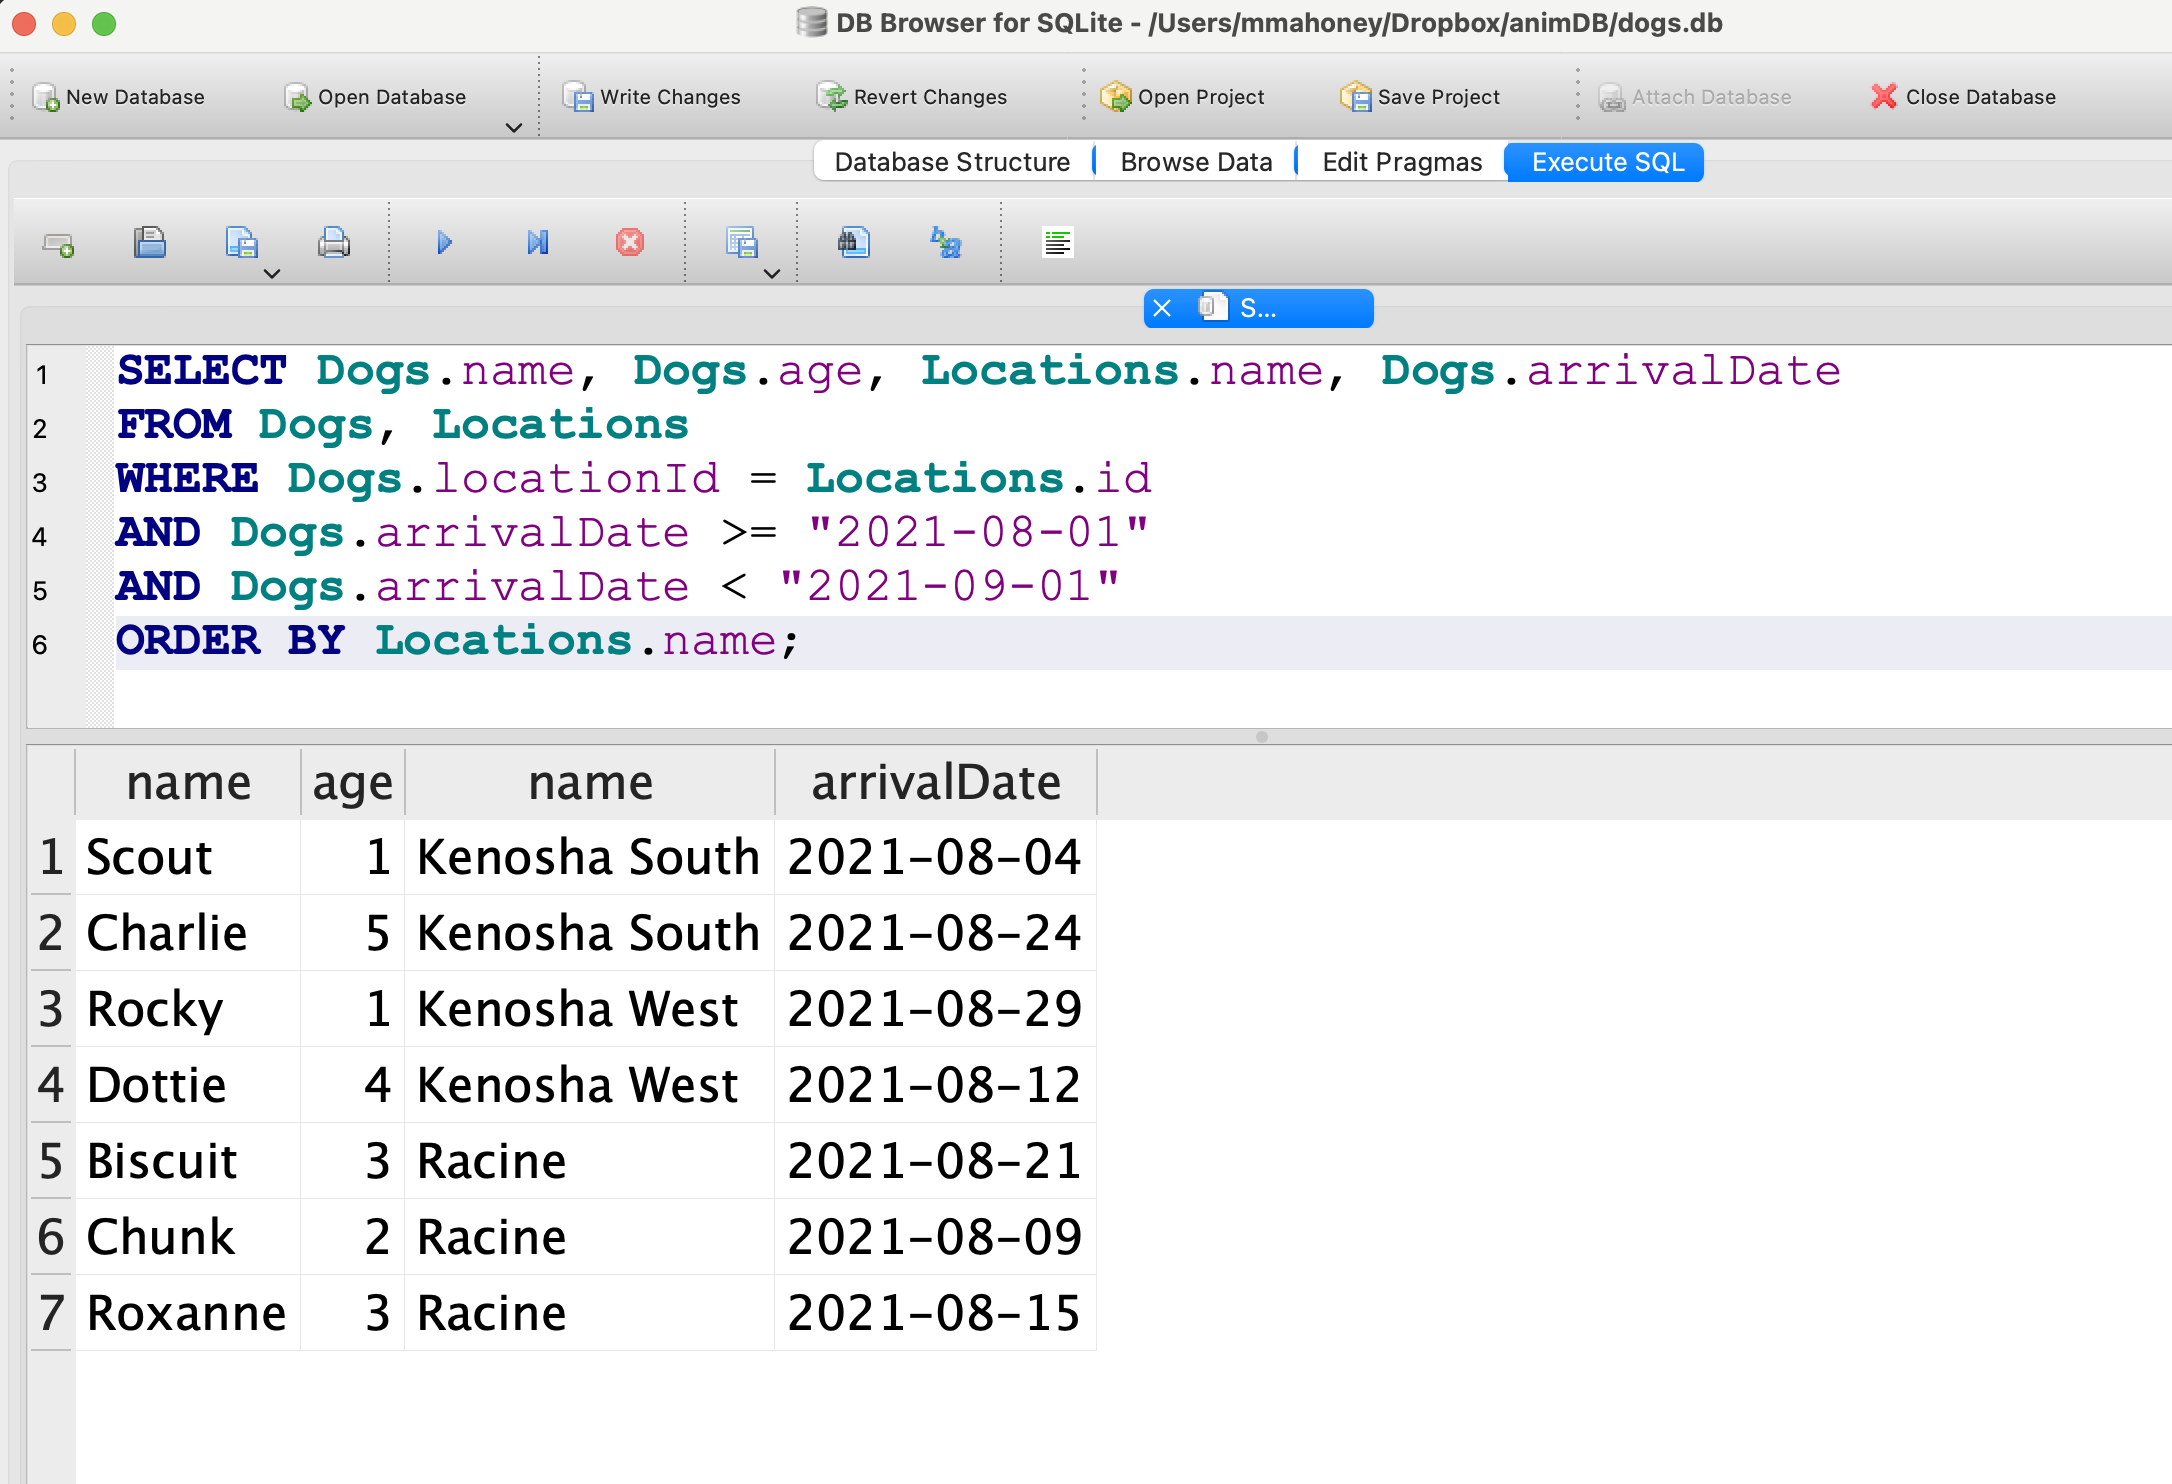 DB Browser for SQLite - /Users/mmahoney/Dropbox/animDB/dogs.db
New Database Open Database Write Changes Revert Changes Open Project Save Project Attach Database Close Database
Database Structure Browse Data Edit Pragmas Execute SQL
S...
1 SELECT Dogs.name, Dogs.age, Locations.name, Dogs.arrivalDate
2 FROM Dogs, Locations
3 WHERE Dogs.locationId = Locations.id
4 AND Dogs.arrivalDate >= "2021-08-01"
5 AND Dogs.arrivalDate < "2021-09-01"
6 ORDER BY Locations.name;
name age name arrivalDate
1 Scout 1 Kenosha South 2021-08-04
2 Charlie 5 Kenosha South 2021-08-24
3 Rocky 1 Kenosha West 2021-08-29
4 Dottie 4 Kenosha West 2021-08-12
5 Biscuit 3 Racine 2021-08-21
6 Chunk 2 Racine 2021-08-09
7 Roxanne 3 Racine 2021-08-15